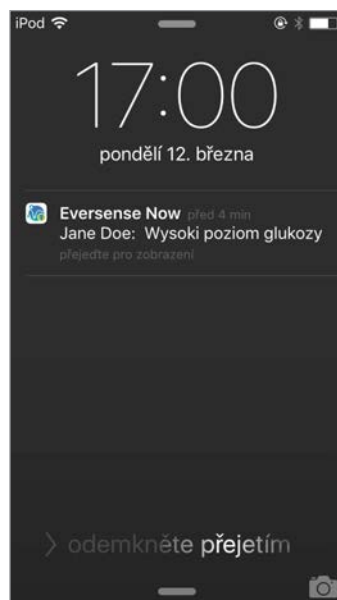 iPod
17:00
pondělí 12. března
Eversense Now před 4 min
Jane Doe: Wysoki poziom glukozy
přejeďte pro zobrazení
odemkněte přejetím